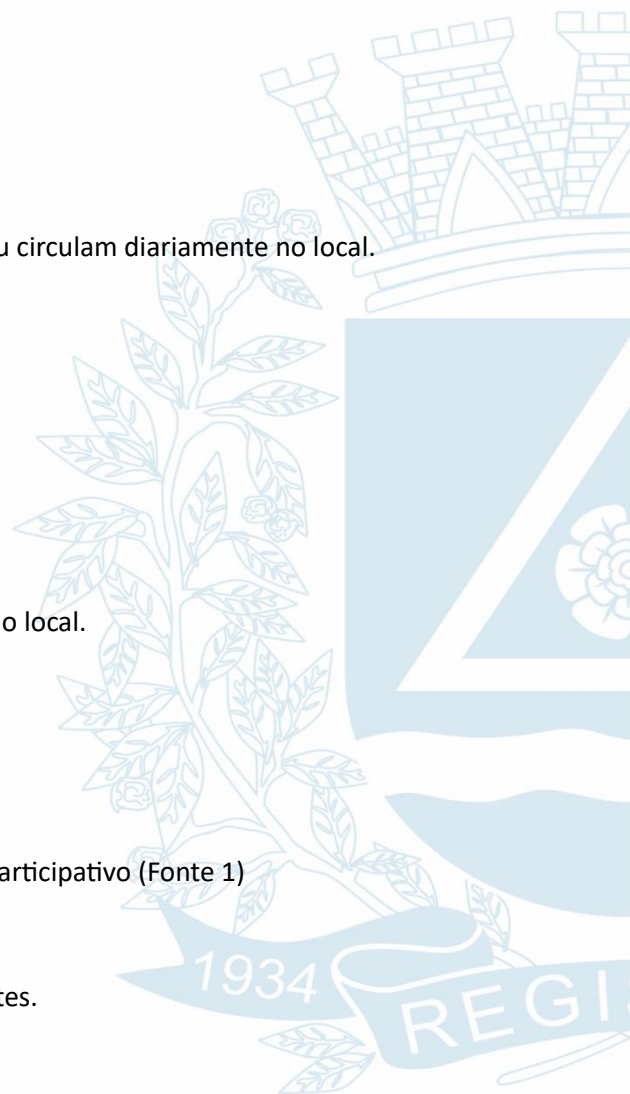 u circulam diariamente no local.
o local.
articipativo (Fonte 1)
tes.
1934
REGI